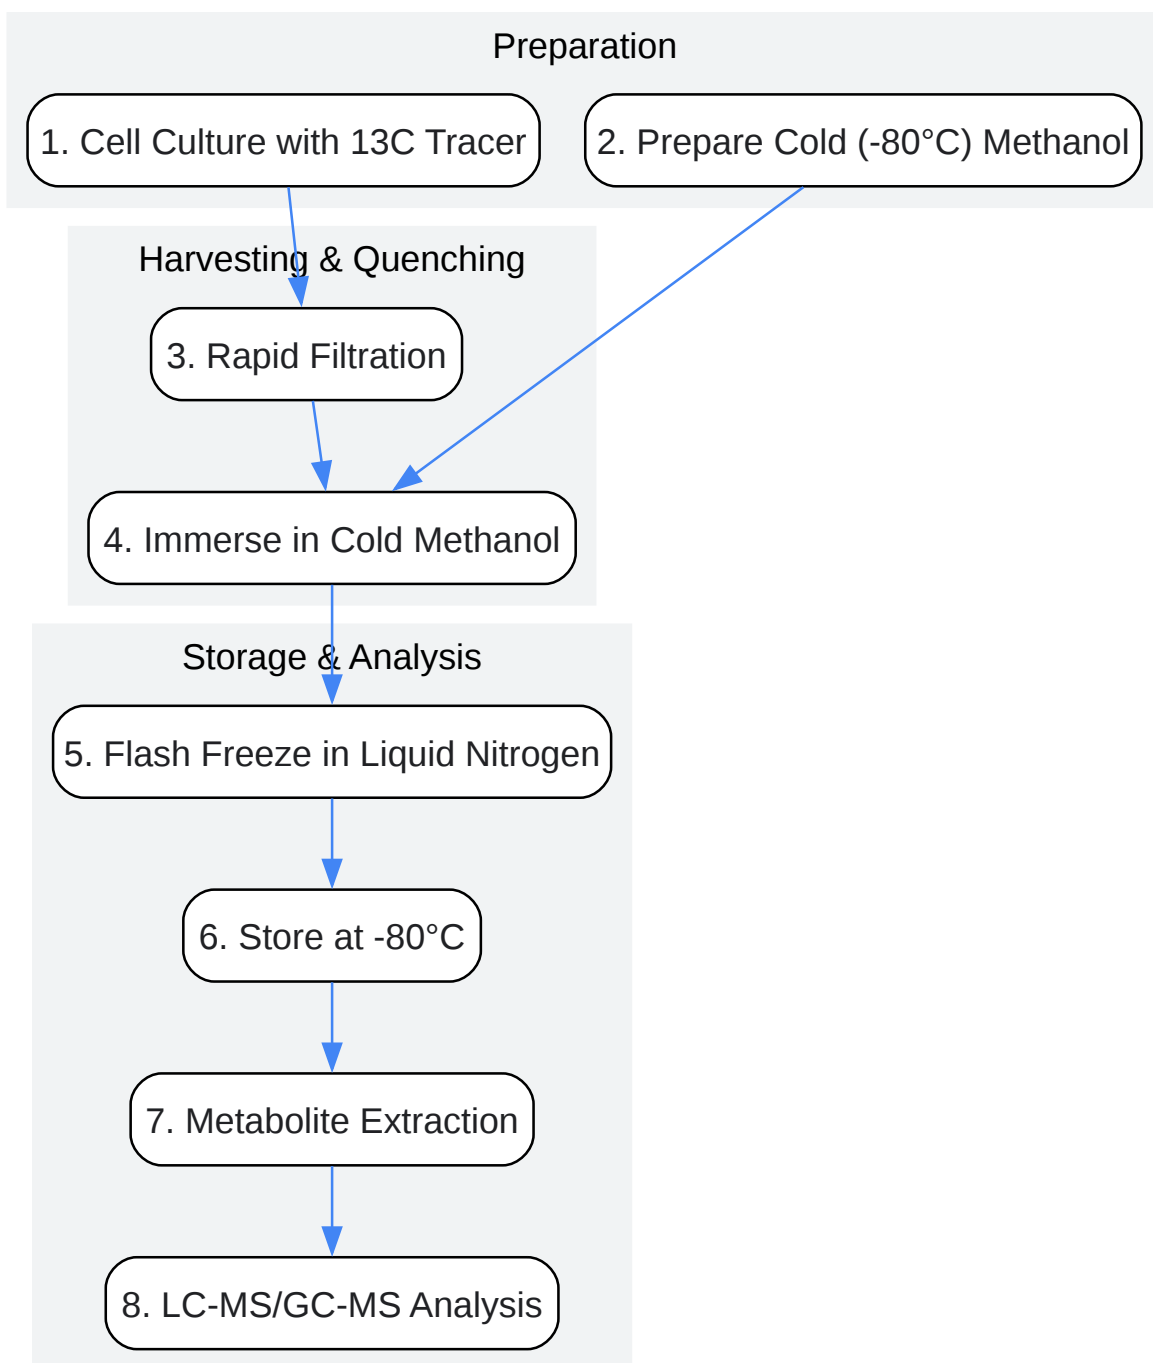 Preparation
1. Cell Culture with 13C Tracer
2. Prepare Cold (-80°C) Methanol
Harvesting & Quenching
3. Rapid Filtration
4. Immerse in Cold Methanol
Storage & Analysis
5. Flash Freeze in Liquid Nitrogen
6. Store at -80°C
7. Metabolite Extraction
8. LC-MS/GC-MS Analysis